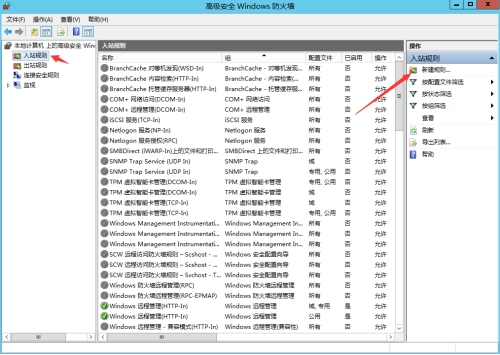 高级安全 Windows 防火墙
文件(F) 操作(A) 查看(V) 帮助(H)
本地计算机 上的高级安全 Win
入站规则
出站规则
连接安全规则
监视
入站规则
名称 组 配置文件 已启用 操作
BranchCache 对等机发现(WSD-In) BranchCache - 对等机发现... 所有 否 允许
BranchCache 内容检索(HTTP-In) BranchCache - 内容检索(... 所有 否 允许
BranchCache 托管缓存服务器(HTTP-In) BranchCache - 托管缓存服... 所有 否 允许
COM+ 网络访问(DCOM-In) COM+ 网络访问 所有 否 允许
COM+ 远程管理(DCOM-In) COM+ 远程管理 所有 否 允许
iSCSI 服务(TCP-In) iSCSI 服务 所有 否 允许
Netlogon 服务(NP-In) Netlogon 服务 所有 否 允许
Netlogon 服务授权(RPC) Netlogon 服务 所有 否 允许
SMBDirect (iWARP-In) 上的文件和打印... SMBDirect 上的文件和打印... 所有 否 允许
SNMP Trap Service (UDP In) SNMP Trap 域 否 允许
SNMP Trap Service (UDP In) SNMP Trap 专用, 公用 否 允许
TPM 虚拟智能卡管理(DCOM-In) TPM 虚拟智能卡管理 域 否 允许
TPM 虚拟智能卡管理(DCOM-In) TPM 虚拟智能卡管理 专用, 公用 否 允许
TPM 虚拟智能卡管理(TCP-In) TPM 虚拟智能卡管理 域 否 允许
TPM 虚拟智能卡管理(TCP-In) TPM 虚拟智能卡管理 专用, 公用 否 允许
Windows Management Instrumentati... Windows Management In... 所有 否 允许
Windows Management Instrumentati... Windows Management In... 所有 否 允许
Windows Management Instrumentati... Windows Management In... 所有 否 允许
SCW 远程访问防火墙规则 – Scshost - ... Windows 安全配置向导 所有 否 允许
SCW 远程访问防火墙规则 – Scshost - ... Windows 安全配置向导 所有 否 允许
SCW 远程访问防火墙规则 – Svchost - T... Windows 安全配置向导 所有 否 允许
Windows 防火墙远程管理(RPC) Windows 防火墙远程管理 所有 否 允许
Windows 防火墙远程管理(RPC-EPMAP) Windows 防火墙远程管理 所有 否 允许
Windows 远程管理(HTTP-In) Windows 远程管理 域, 专用 是 允许
Windows 远程管理(HTTP-In) Windows 远程管理 公用 是 允许
Windows 远程管理 - 兼容模式(HTTP-In) Windows 远程管理(兼容性) 所有 否 允许
操作
入站规则
新建规则...
按配置文件筛选
按状态筛选
按组筛选
查看
刷新
导出列表...
帮助